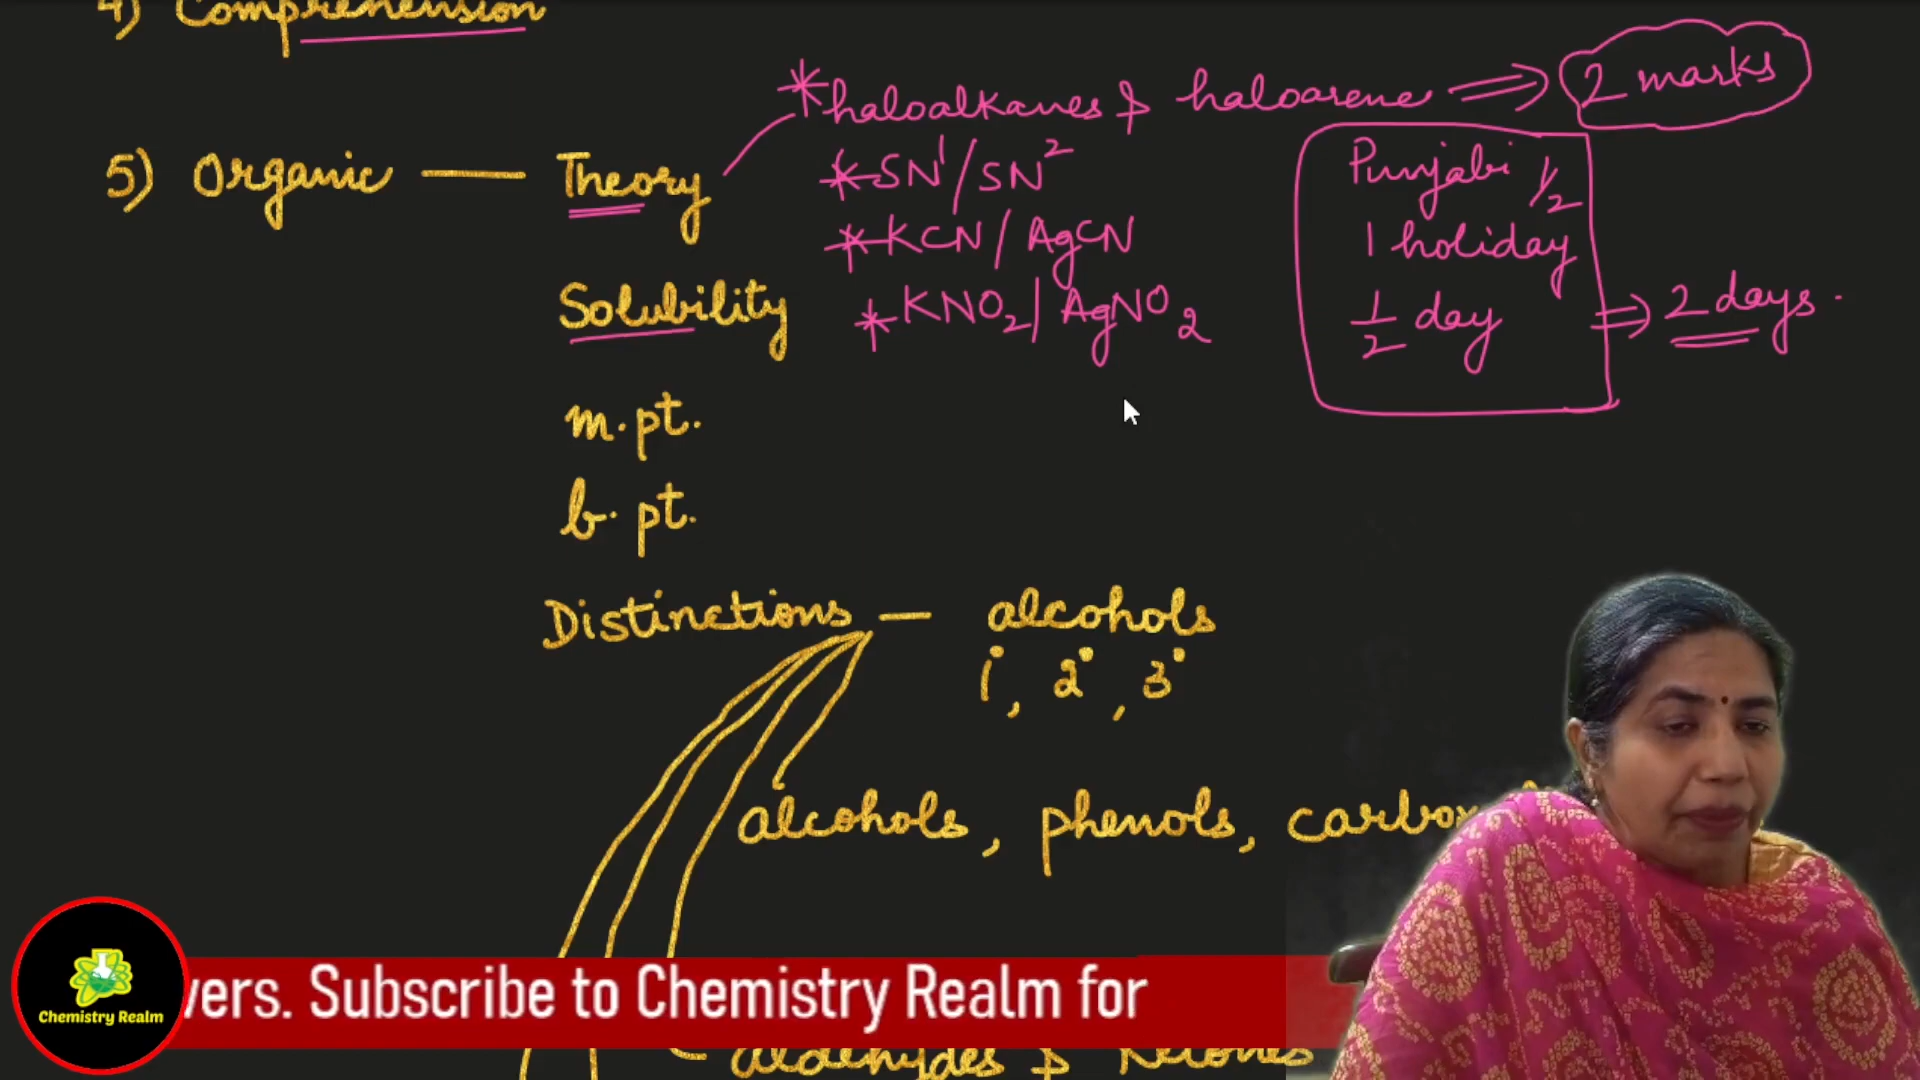 4) Comprehension
*haloalkanes & haloarene ⟹ 2 marks
5) Organic — Theory
*SN1/SN2
*KCN/AgCN
*KNO2/AgNO2
Punjabi 1/2
1 holiday
1/2 day ⟹ 2 days.
Solubility
m.pt.
b.pt.
Distinctions — alcohols
1°, 2°, 3°
alcohols, phenols, carbox
vers. Subscribe to Chemistry Realm for
Chemistry Realm
aldehydes & ketones